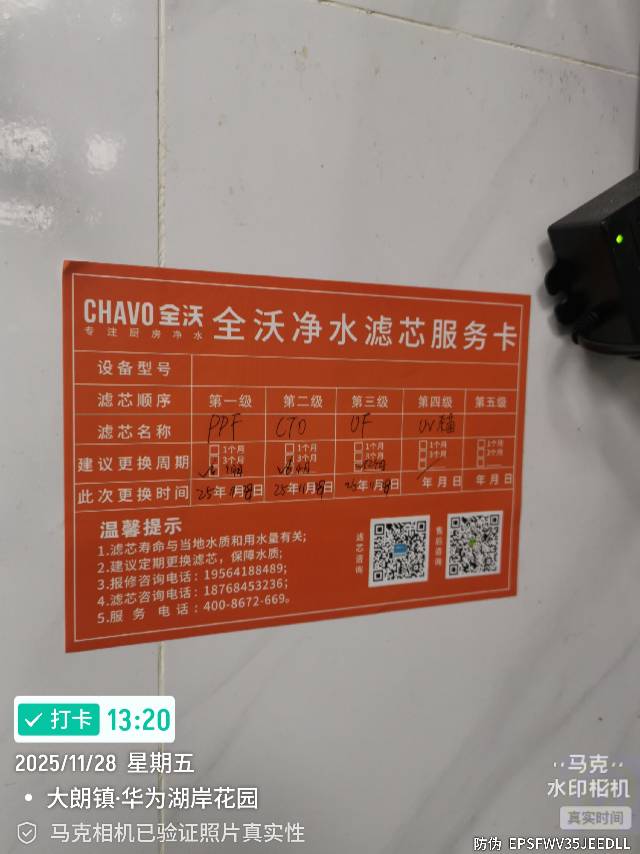 CHAVO 全沃
专注厨房净水
全沃净水滤芯服务卡
设备型号
滤芯顺序 第一级 第二级 第三级 第四级 第五级
滤芯名称 PPF CTO UF UV
建议更换周期 1个月 1个月 1个月 1个月 1个月
3个月 3个月 3个月 3个月 3个月
此次更换时间 25年 月 日 25年 月 日 25年 月 日 年 月 日 年 月 日
温馨提示
1.滤芯寿命与当地水质和用水量有关;
2.建议定期更换滤芯，保障水质;
3.报修咨询电话：19564188489;
4.滤芯咨询电话：18768453236;
5.服务电话：400-8672-669。
滤芯咨询
售后咨询
打卡 13:20
2025/11/28 星期五
大朗镇·华为湖岸花园
马克相机已验证照片真实性
马克
水印相机
真实时间
防伪 EPSFWV35JEEDLL